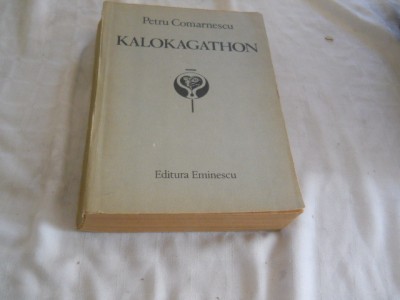 Petru Comarnescu
KALOKAGATHON
Editura Eminescu